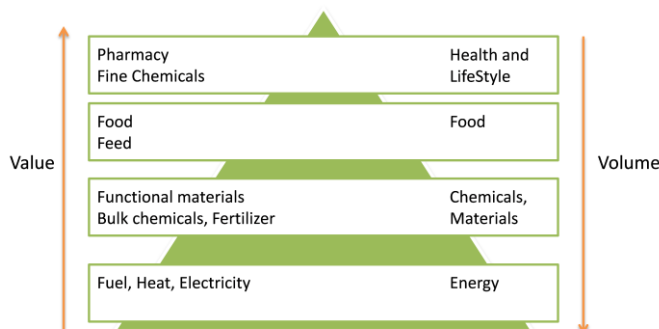 Pharmacy
Fine Chemicals
Health and
LifeStyle
Food
Feed
Food
Value
Volume
Functional materials
Bulk chemicals, Fertilizer
Chemicals,
Materials
Fuel, Heat, Electricity
Energy